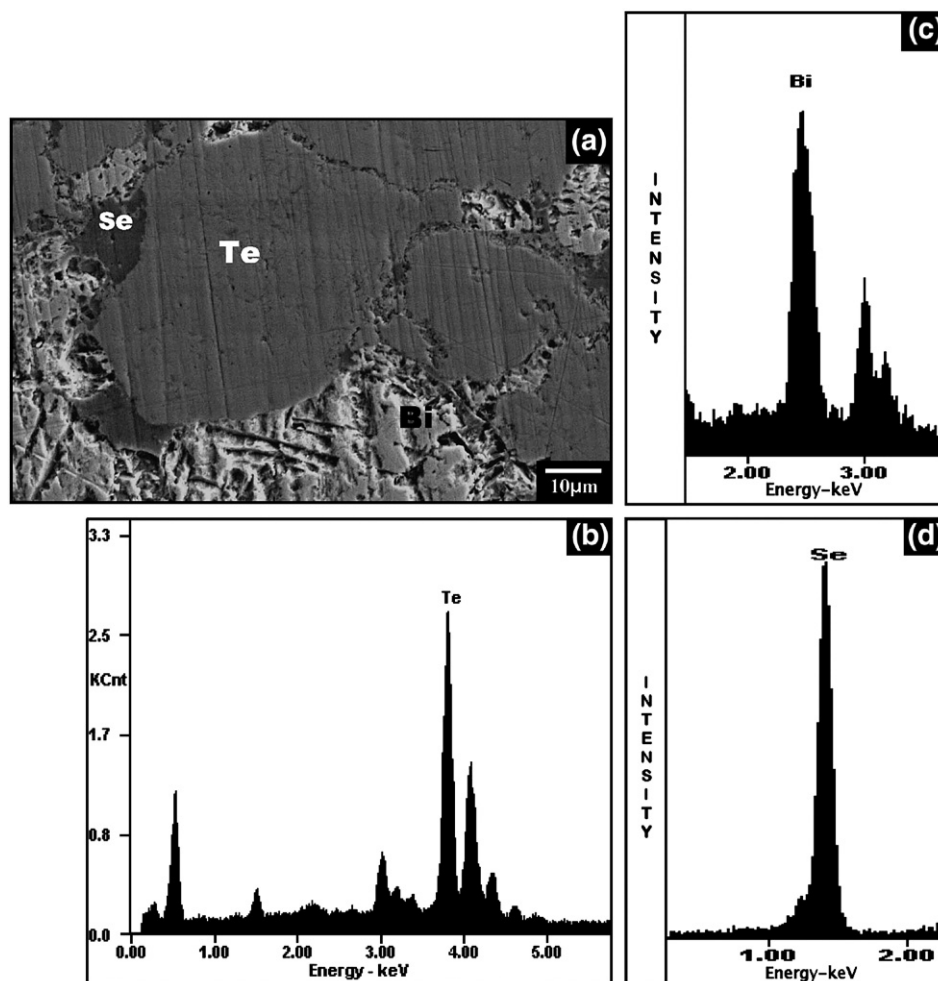 (a)
Se
Te
Bi
10µm
(b)
3.3
2.5
KCnt
1.7
0.8
0.0
Te
0.00 1.00 2.00 3.00 4.00 5.00
Energy - keV
(c)
INTENSITY
Bi
2.00 3.00
Energy-keV
(d)
INTENSITY
Se
1.00 2.00
Energy-keV